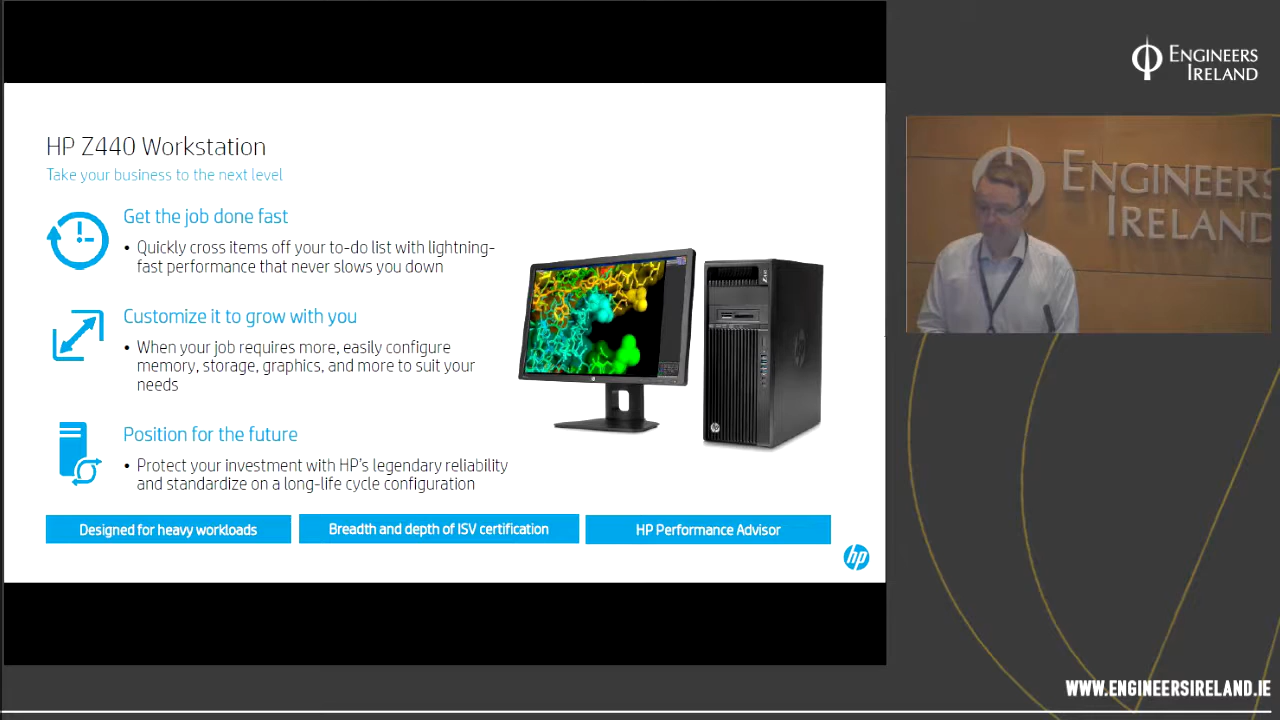 HP Z440 Workstation
Take your business to the next level
Get the job done fast
• Quickly cross items off your to-do list with lightning-
fast performance that never slows you down
Customize it to grow with you
• When your job requires more, easily configure
memory, storage, graphics, and more to suit your
needs
Position for the future
• Protect your investment with HP's legendary reliability
and standardize on a long-life cycle configuration
Designed for heavy workloads
Breadth and depth of ISV certification
HP Performance Advisor
hp
ENGINEERS
IRELAND
ENGINEERS
IRELAND
WWW.ENGINEERSIRELAND.IE